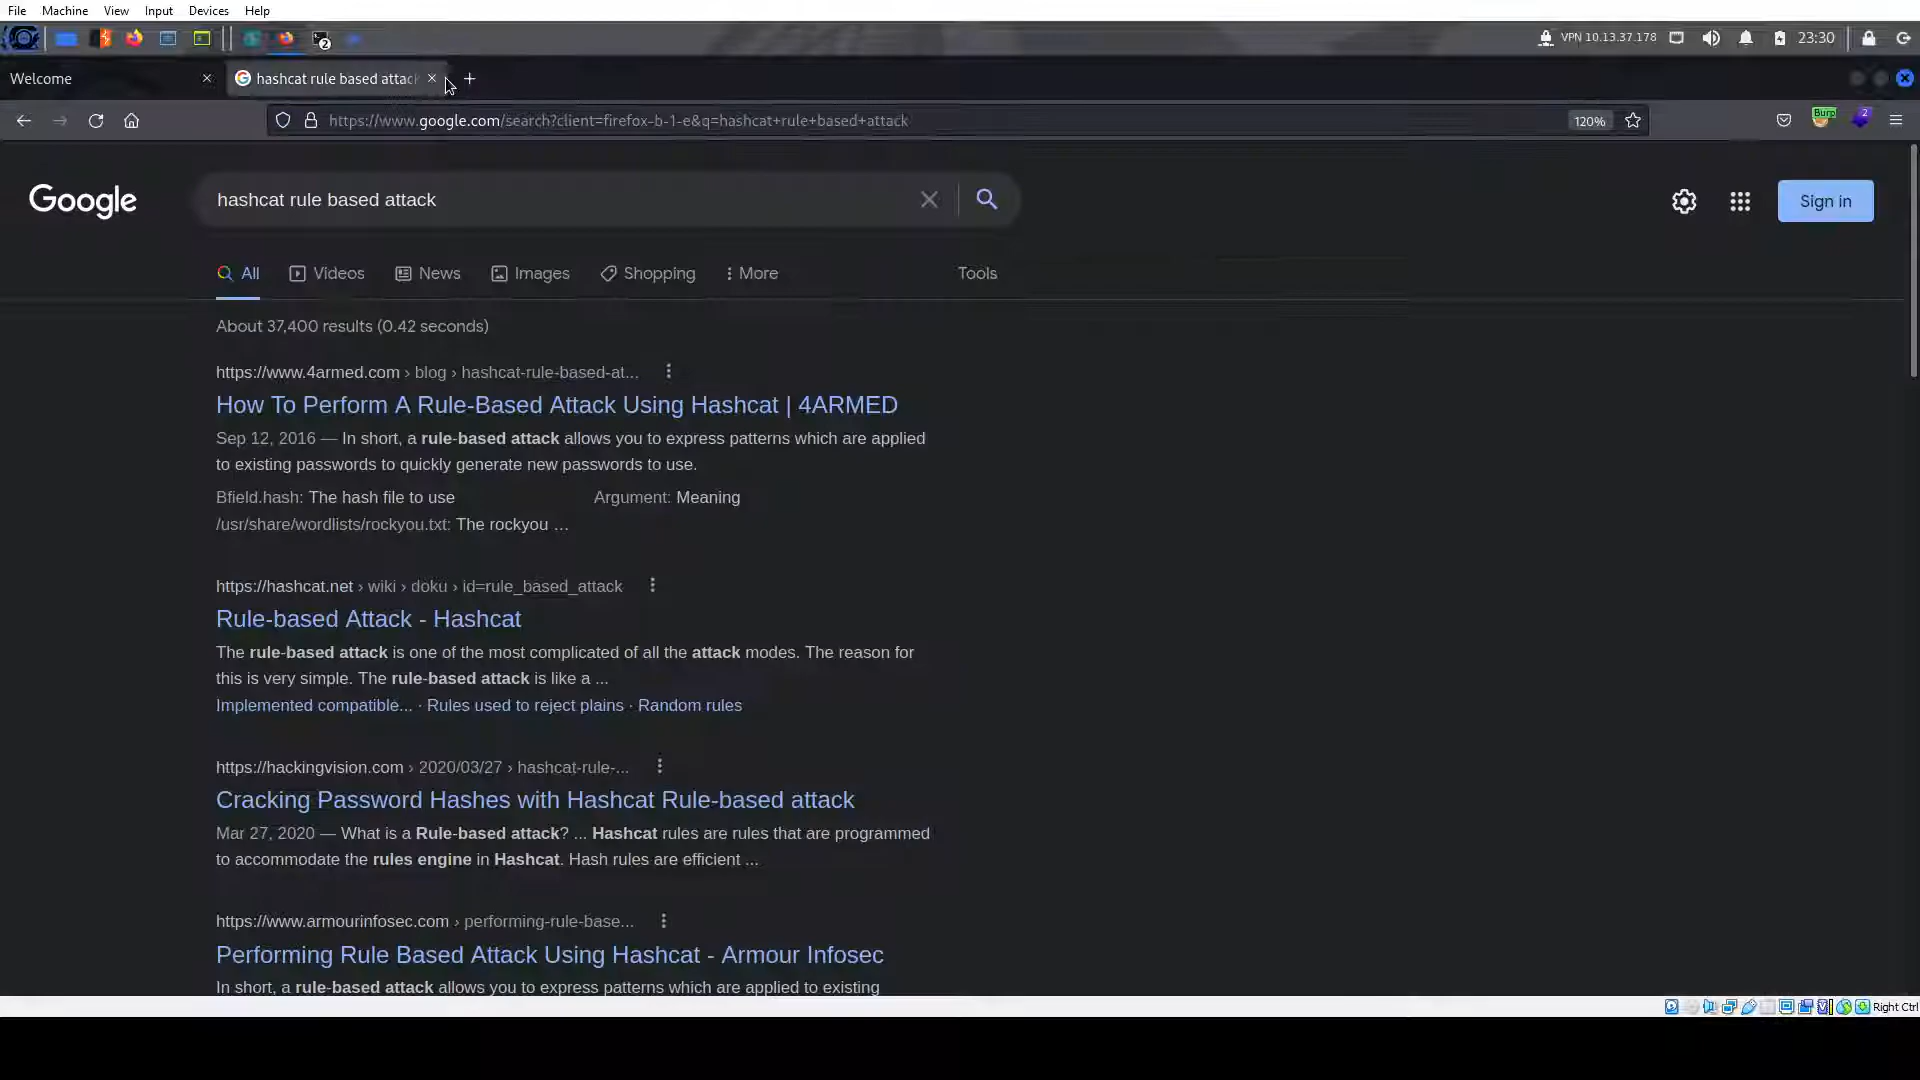 File Machine View Input Devices Help
2 VPN 10.13.37.178 23:30
Welcome × hashcat rule based attac × +
https://www.google.com/search?client=firefox-b-1-e&q=hashcat+rule+based+attack 120% Burp 2
Google hashcat rule based attack Sign in
All Videos News Images Shopping More Tools
About 37,400 results (0.42 seconds)
https://www.4armed.com › blog › hashcat-rule-based-at...
How To Perform A Rule-Based Attack Using Hashcat | 4ARMED
Sep 12, 2016 — In short, a rule-based attack allows you to express patterns which are applied
to existing passwords to quickly generate new passwords to use.
Bfield.hash: The hash file to use Argument: Meaning
/usr/share/wordlists/rockyou.txt: The rockyou ...
https://hashcat.net › wiki › doku › id=rule_based_attack
Rule-based Attack - Hashcat
The rule-based attack is one of the most complicated of all the attack modes. The reason for
this is very simple. The rule-based attack is like a ...
Implemented compatible... · Rules used to reject plains · Random rules
https://hackingvision.com › 2020/03/27 › hashcat-rule-...
Cracking Password Hashes with Hashcat Rule-based attack
Mar 27, 2020 — What is a Rule-based attack? ... Hashcat rules are rules that are programmed
to accommodate the rules engine in Hashcat. Hash rules are efficient ...
https://www.armourinfosec.com › performing-rule-base...
Performing Rule Based Attack Using Hashcat - Armour Infosec
In short, a rule-based attack allows you to express patterns which are applied to existing
Right Ctrl